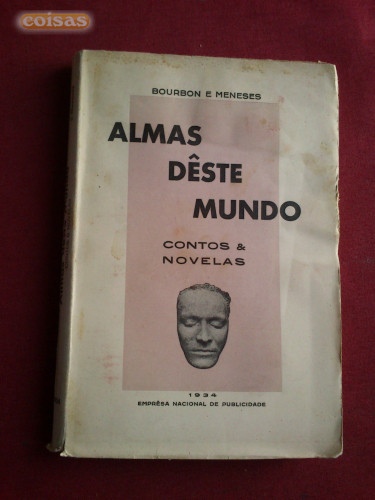 coisas
BOURBON E MENESES
ALMAS
DÊSTE
MUNDO
CONTOS &
NOVELAS
1934
EMPRÊSA NACIONAL DE PUBLICIDADE